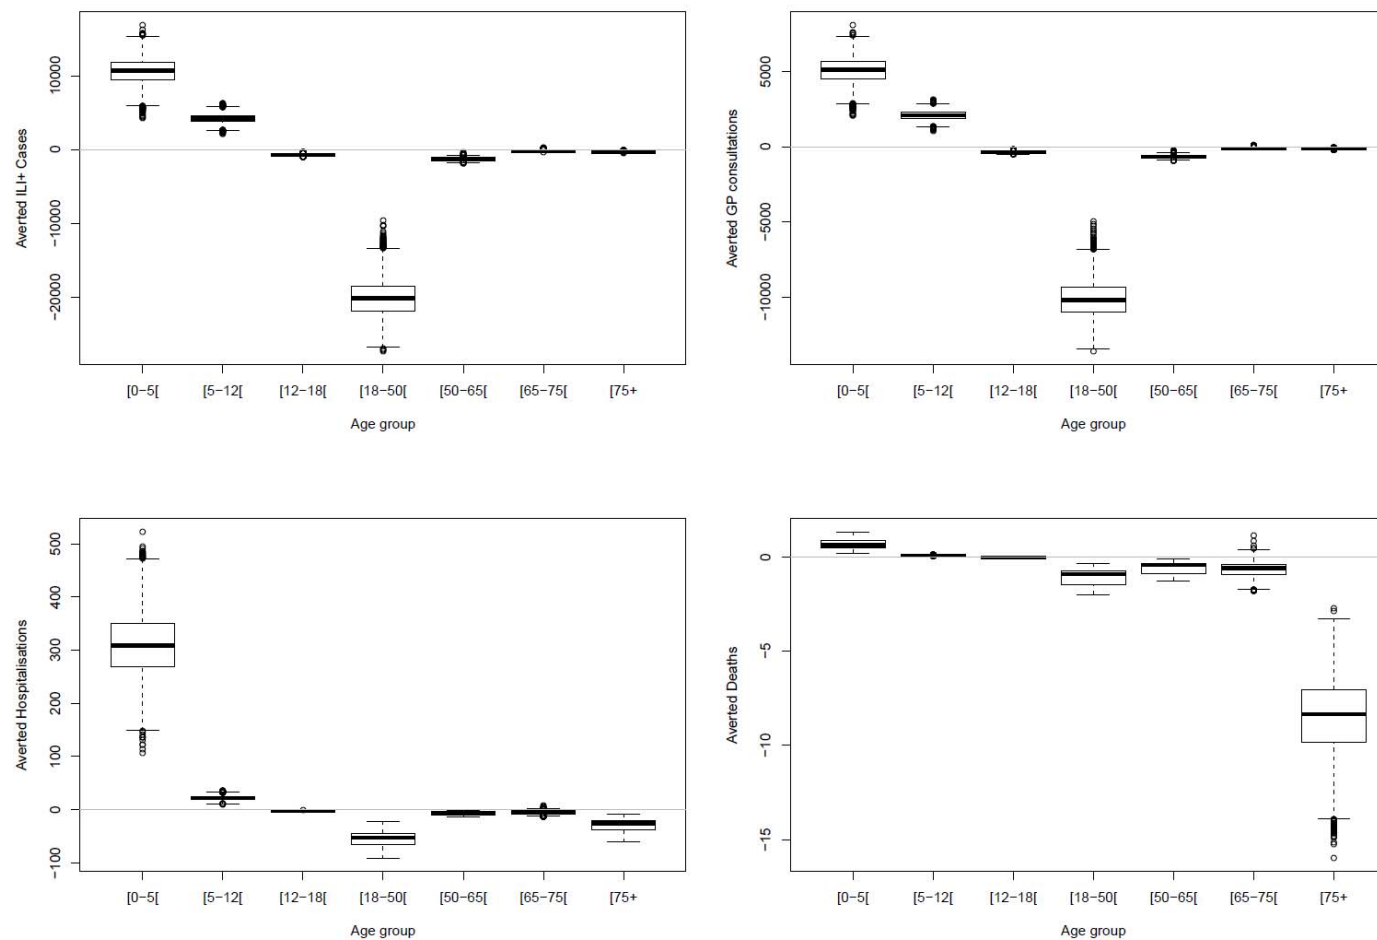 Averted ILI+ Cases
10000
0
−10000
−20000
[0−5[ [5−12[ [12−18[ [18−50[ [50−65[ [65−75[ [75+
Age group
Averted GP consultations
5000
0
−5000
−10000
[0−5[ [5−12[ [12−18[ [18−50[ [50−65[ [65−75[ [75+
Age group
Averted Hospitalisations
500
400
300
200
100
0
−100
[0−5[ [5−12[ [12−18[ [18−50[ [50−65[ [65−75[ [75+
Age group
Averted Deaths
0
−5
−10
−15
[0−5[ [5−12[ [12−18[ [18−50[ [50−65[ [65−75[ [75+
Age group